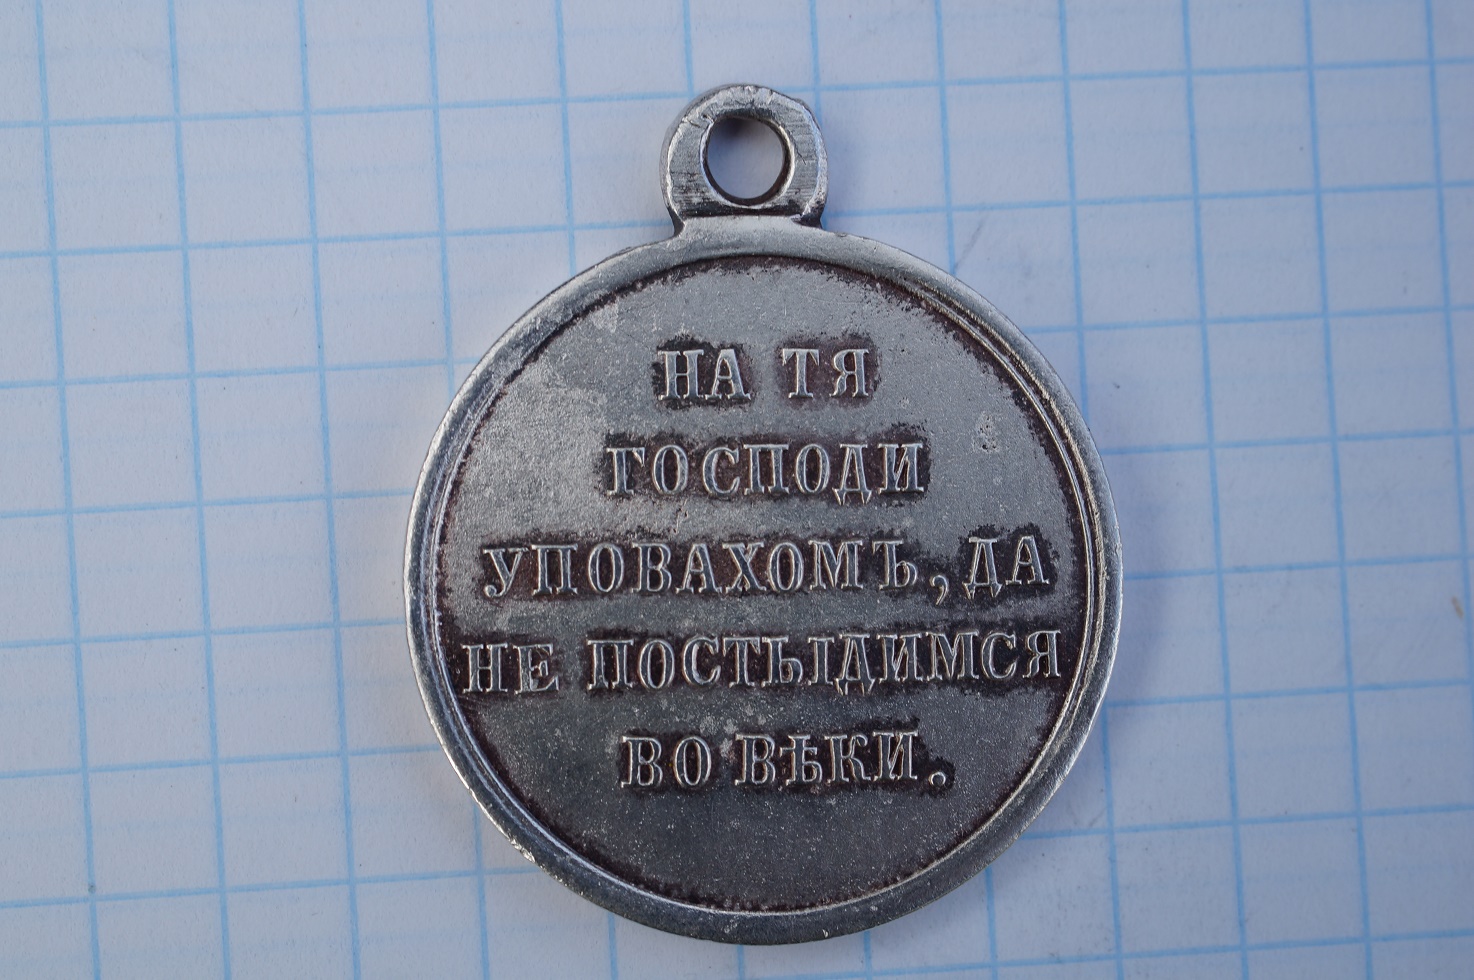 НА ТЯ
ГОСПОДИ
УПОВАХОМЪ, ДА
НЕ ПОСТЫДИМСЯ
ВО ВѢКИ.